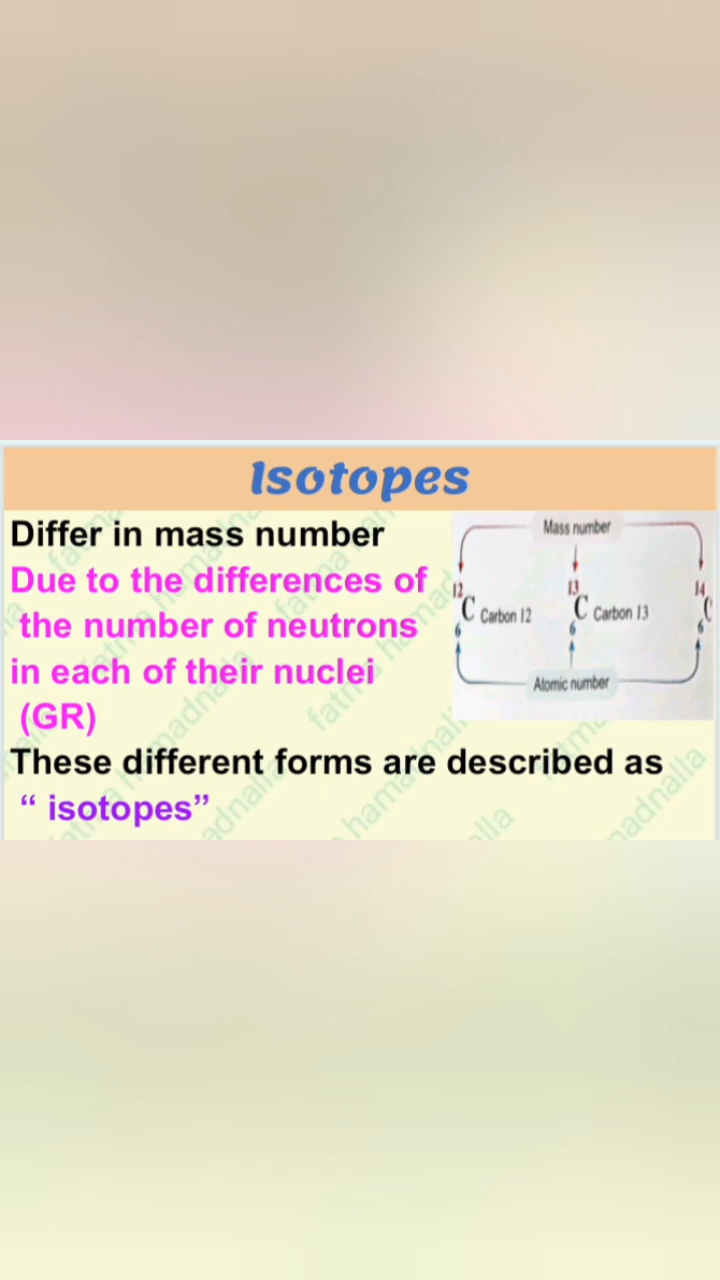 Isotopes
Differ in mass number
Due to the differences of
the number of neutrons
in each of their nuclei
(GR)
These different forms are described as
“ isotopes”
Mass number
12 13 14
C Carbon 12 C Carbon 13 C
6 6 6
Atomic number
fatma hamadnalla